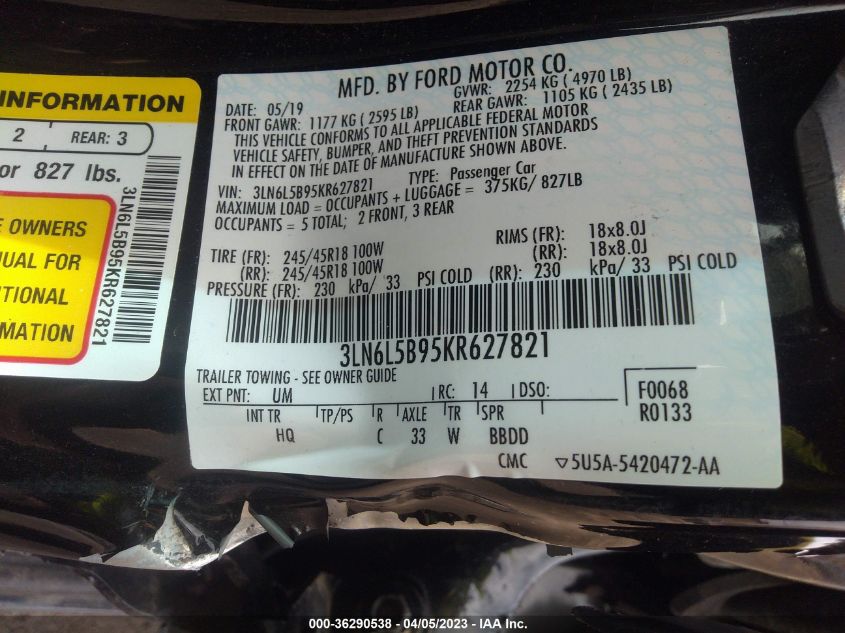 INFORMATION
2 REAR: 3
or 827 lbs.
E OWNERS
NUAL FOR
ITIONAL
RMATION
3LN6L5B95KR627821
MFD. BY FORD MOTOR CO.
DATE: 05/19 GVWR: 2254 KG ( 4970 LB)
FRONT GAWR: 1177 KG ( 2595 LB) REAR GAWR: 1105 KG ( 2435 LB)
THIS VEHICLE CONFORMS TO ALL APPLICABLE FEDERAL MOTOR
VEHICLE SAFETY, BUMPER, AND THEFT PREVENTION STANDARDS
IN EFFECT ON THE DATE OF MANUFACTURE SHOWN ABOVE.
VIN: 3LN6L5B95KR627821 TYPE: Passenger Car
MAXIMUM LOAD = OCCUPANTS + LUGGAGE = 375KG/ 827LB
OCCUPANTS = 5 TOTAL; 2 FRONT, 3 REAR
TIRE (FR): 245/45R18 100W RIMS (FR): 18x8.0J
(RR): 245/45R18 100W (RR): 18x8.0J
PRESSURE (FR): 230 kPa/ 33 PSI COLD (RR): 230 kPa/ 33 PSI COLD
3LN6L5B95KR627821
TRAILER TOWING - SEE OWNER GUIDE
EXT PNT: UM RC: 14 DSO: F0068
INT TR TP/PS R AXLE TR SPR R0133
HQ C 33 W BBDD
CMC ▽5U5A-5420472-AA
000-36290538 - 04/05/2023 - IAA Inc.